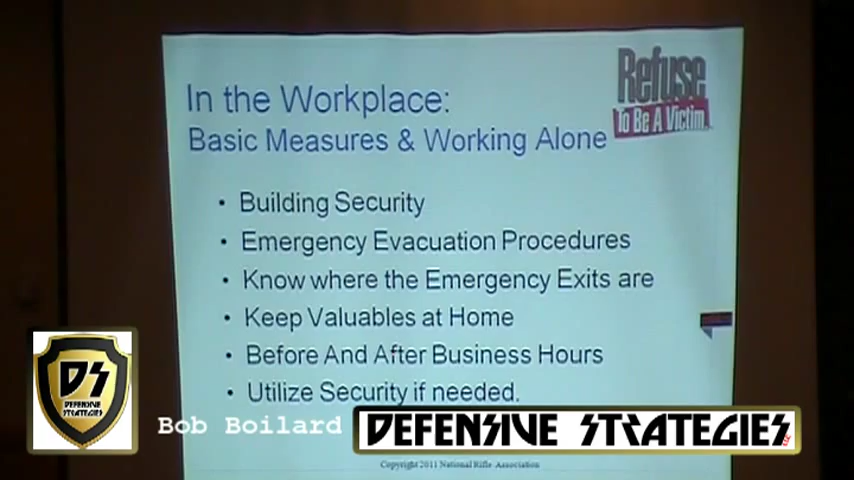 Refuse
To Be A Victim
In the Workplace:
Basic Measures & Working Alone
• Building Security
• Emergency Evacuation Procedures
• Know where the Emergency Exits are
• Keep Valuables at Home
• Before And After Business Hours
• Utilize Security if needed.
DS
DEFENSIVE
STRATEGIES
Bob Boilard
DEFENSIVE STRATEGIES
Copyright 2011 National Rifle Association